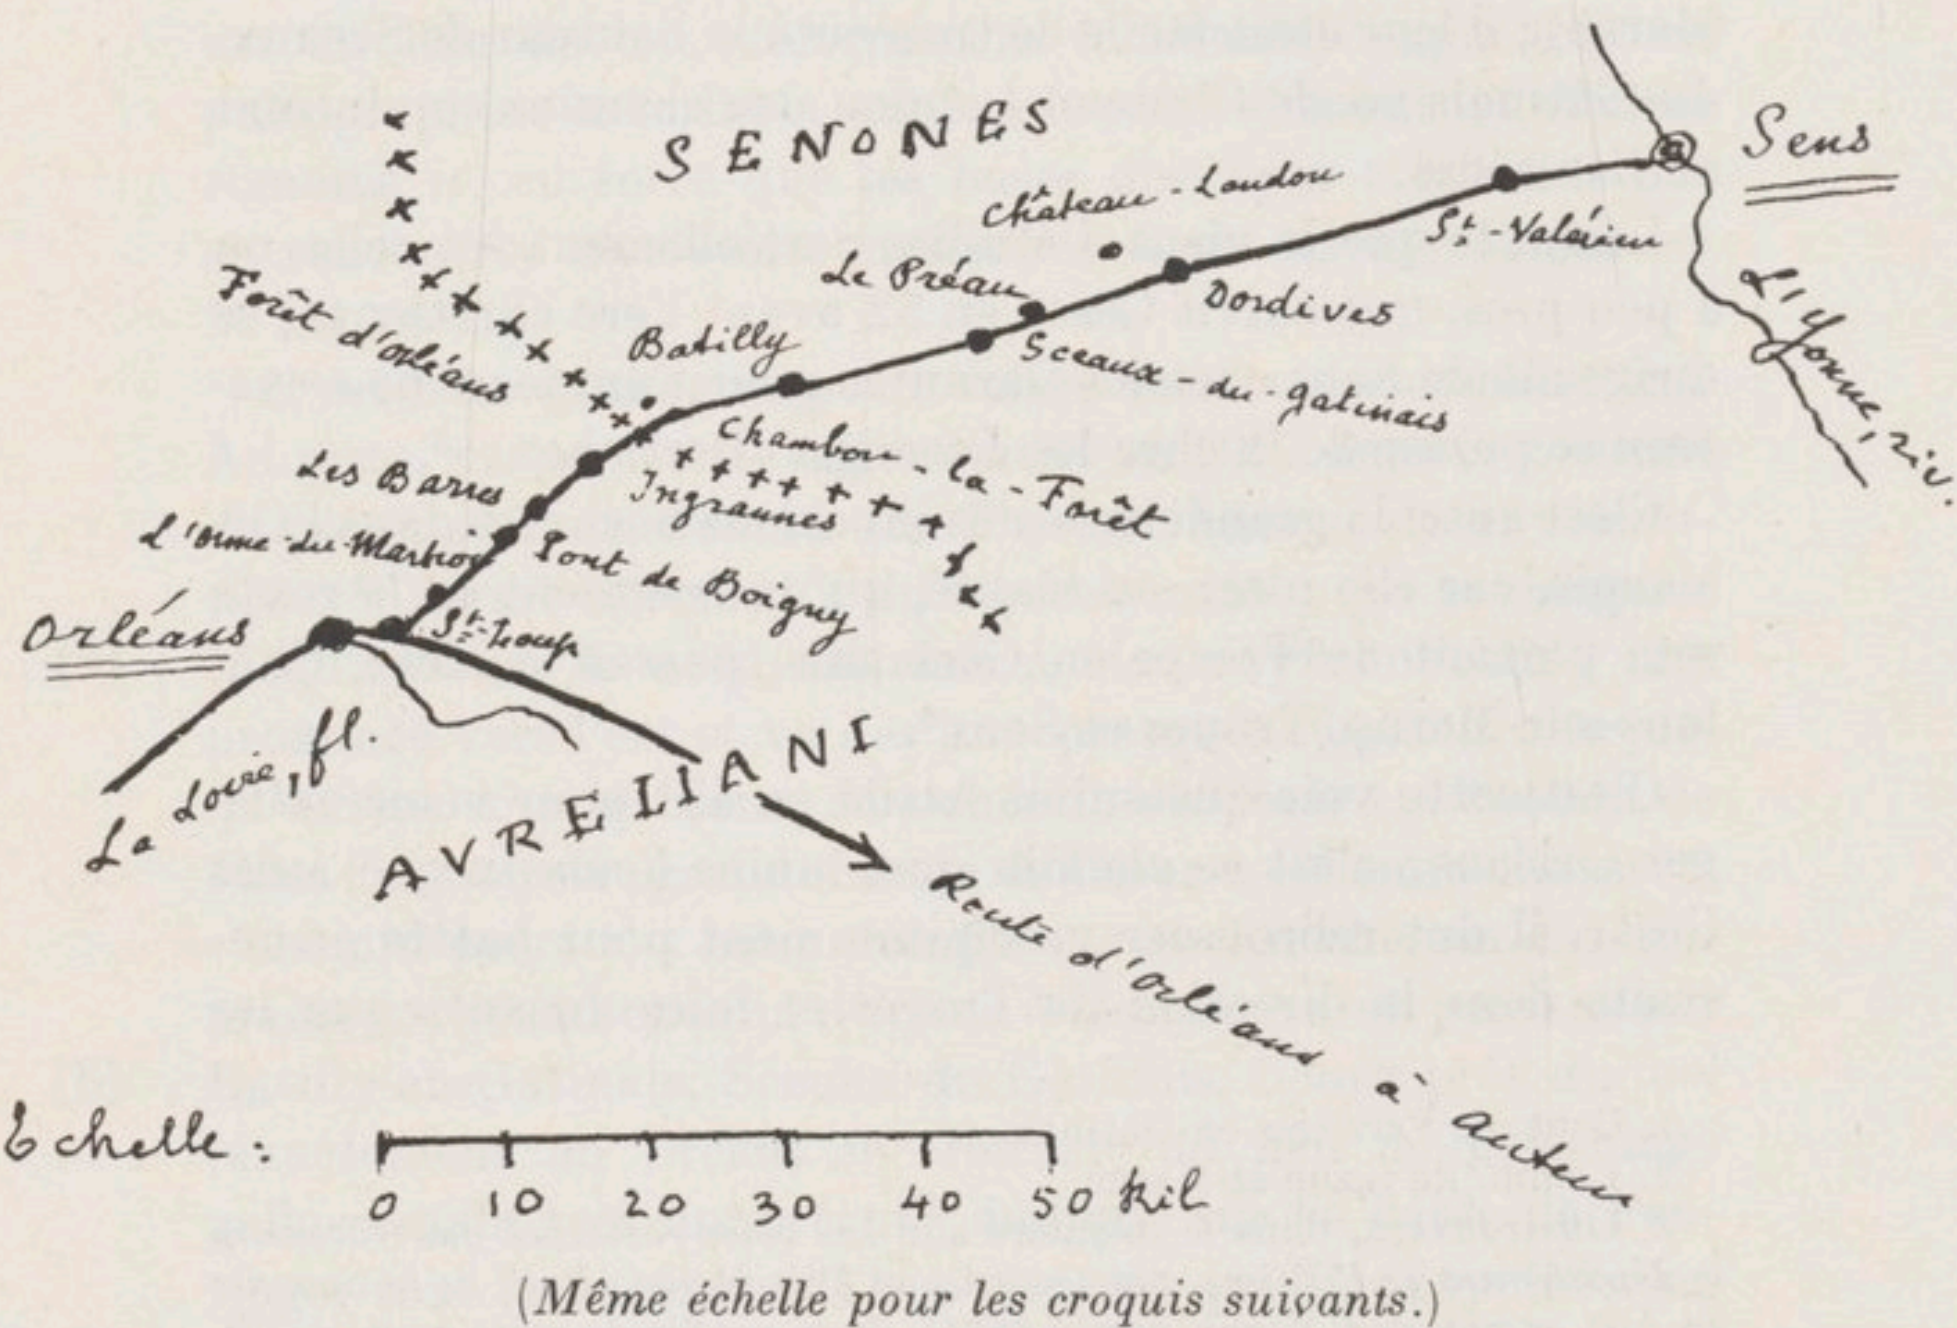 SENONES
Sens
Château-Landon
St-Valérien
Le Préau
Dordives
L'Yonne, riv.
Forêt d'Orléans
Batilly
Sceaux-du-Gatinais
Chambon-la-Forêt
Les Barres
Ingrannes
L'Orme-du-Martroi
Pont de Boigny
Orléans
St-Loup
La Loire, fl.
AVRELIANI
Route d'Orléans à Autun
Echelle :
0 10 20 30 40 50 Kil
(Même échelle pour les croquis suivants.)